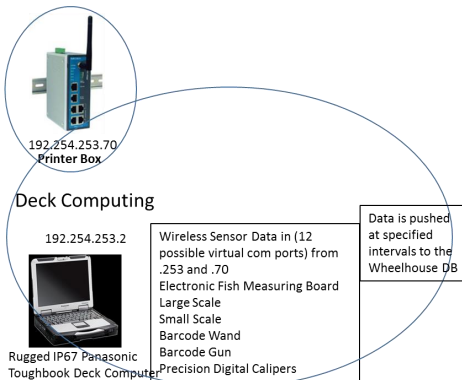 192.254.253.70
Printer Box
Deck Computing
192.254.253.2
Rugged IP67 Panasonic
Toughbook Deck Computer
Wireless Sensor Data in (12
possible virtual com ports) from
.253 and .70
Electronic Fish Measuring Board
Large Scale
Small Scale
Barcode Wand
Barcode Gun
Precision Digital Calipers
Data is pushed
at specified
intervals to the
Wheelhouse DB